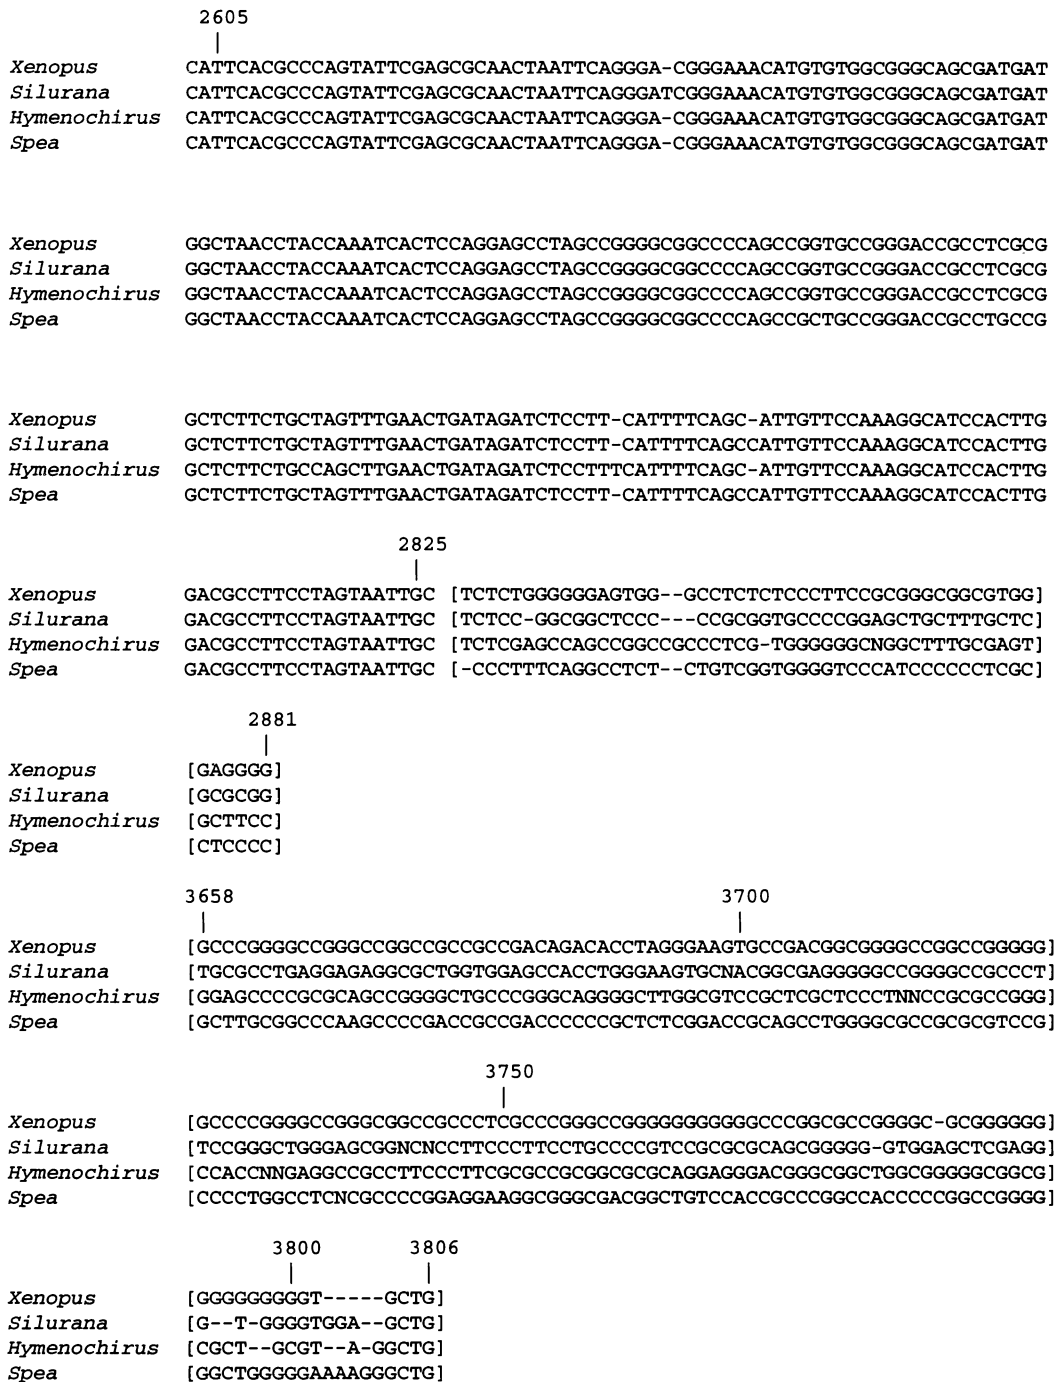 2605
Xenopus CATTCACGCCCAGTATTCGAGCGCAACTAATTCAGGGA-CGGGAAACATGTGTGGCGGGCAGCGATGAT
Silurana CATTCACGCCCAGTATTCGAGCGCAACTAATTCAGGGATCGGGAAACATGTGTGGCGGGCAGCGATGAT
Hymenochirus CATTCACGCCCAGTATTCGAGCGCAACTAATTCAGGGA-CGGGAAACATGTGTGGCGGGCAGCGATGAT
Spea CATTCACGCCCAGTATTCGAGCGCAACTAATTCAGGGA-CGGGAAACATGTGTGGCGGGCAGCGATGAT
Xenopus GGCTAACCTACCAAATCACTCCAGGAGCCTAGCCGGGGCGGCCCCAGCCGGTGCCGGGACCGCCTCGCG
Silurana GGCTAACCTACCAAATCACTCCAGGAGCCTAGCCGGGGCGGCCCCAGCCGGTGCCGGGACCGCCTCGCG
Hymenochirus GGCTAACCTACCAAATCACTCCAGGAGCCTAGCCGGGGCGGCCCCAGCCGGTGCCGGGACCGCCTCGCG
Spea GGCTAACCTACCAAATCACTCCAGGAGCCTAGCCGGGGCGGCCCCAGCCGCTGCCGGGACCGCCTGCCG
Xenopus GCTCTTCTGCTAGTTTGAACTGATAGATCTCCTT-CATTTTCAGC-ATTGTTCCAAAGGCATCCACTTG
Silurana GCTCTTCTGCTAGTTTGAACTGATAGATCTCCTT-CATTTTCAGCCATTGTTCCAAAGGCATCCACTTG
Hymenochirus GCTCTTCTGCCAGCTTGAACTGATAGATCTCCTTTCATTTTCAGC-ATTGTTCCAAAGGCATCCACTTG
Spea GCTCTTCTGCTAGTTTGAACTGATAGATCTCCTT-CATTTTCAGCCATTGTTCCAAAGGCATCCACTTG
2825
Xenopus GACGCCTTCCTAGTAATTGC [TCTCTGGGGGGAGTGG--GCCTCTCTCCCTTCCGCGGGCGGCGTGG]
Silurana GACGCCTTCCTAGTAATTGC [TCTCC-GGCGGCTCCC---CCGCGGTGCCCCGGAGCTGCTTTGCTC]
Hymenochirus GACGCCTTCCTAGTAATTGC [TCTCGAGCCAGCCGGCCGCCCTCG-TGGGGGGCNGGCTTTGCGAGT]
Spea GACGCCTTCCTAGTAATTGC [-CCCTTTCAGGCCTCT--CTGTCGGTGGGGTCCCATCCCCCCTCGC]
2881
Xenopus [GAGGGG]
Silurana [GCGCGG]
Hymenochirus [GCTTCC]
Spea [CTCCCC]
3658 3700
Xenopus [GCCCGGGGCCGGGCCGGCCGCCGCCGACAGACACCTAGGGAAGTGCCGACGGCGGGGCCGGCCGGGGG]
Silurana [TGCGCCTGAGGAGAGGCGCTGGTGGAGCCACCTGGGAAGTGCNACGGCGAGGGGGCCGGGGCCGCCCT]
Hymenochirus [GGAGCCCCGCGCAGCCGGGGCTGCCCGGGCAGGGGCTTGGCGTCCGCTCGCTCCCTNNCCGCGCCGGG]
Spea [GCTTGCGGCCCAAGCCCCGACCGCCGACCCCCCGCTCTCGGACCGCAGCCTGGGGCGCCGCGCGTCCG]
3750
Xenopus [GCCCCGGGGCCGGGCGGCCGCCCTCGCCCGGGCCGGGGGGGGGGGCCCGGCGCCGGGGC-GCGGGGGG]
Silurana [TCCGGGCTGGGAGCGGNCNCCTTCCCTTCCTGCCCCGTCCGCGCGCAGCGGGGG-GTGGAGCTCGAGG]
Hymenochirus [CCACCNNGAGGCCGCCTTCCCTTCGCGCCGCGGCGCGCAGGAGGGACGGGCGGCTGGCGGGGGCGGCG]
Spea [CCCCTGGCCTCNCGCCCCGGAGGAAGGCGGGCGACGGCTGTCCACCGCCCGGCCACCCCCGGCCGGGG]
3800 3806
Xenopus [GGGGGGGGGT-----GCTG]
Silurana [G--T-GGGGTGGA--GCTG]
Hymenochirus [CGCT--GCGT--A-GGCTG]
Spea [GGCTGGGGGAAAAGGGCTG]